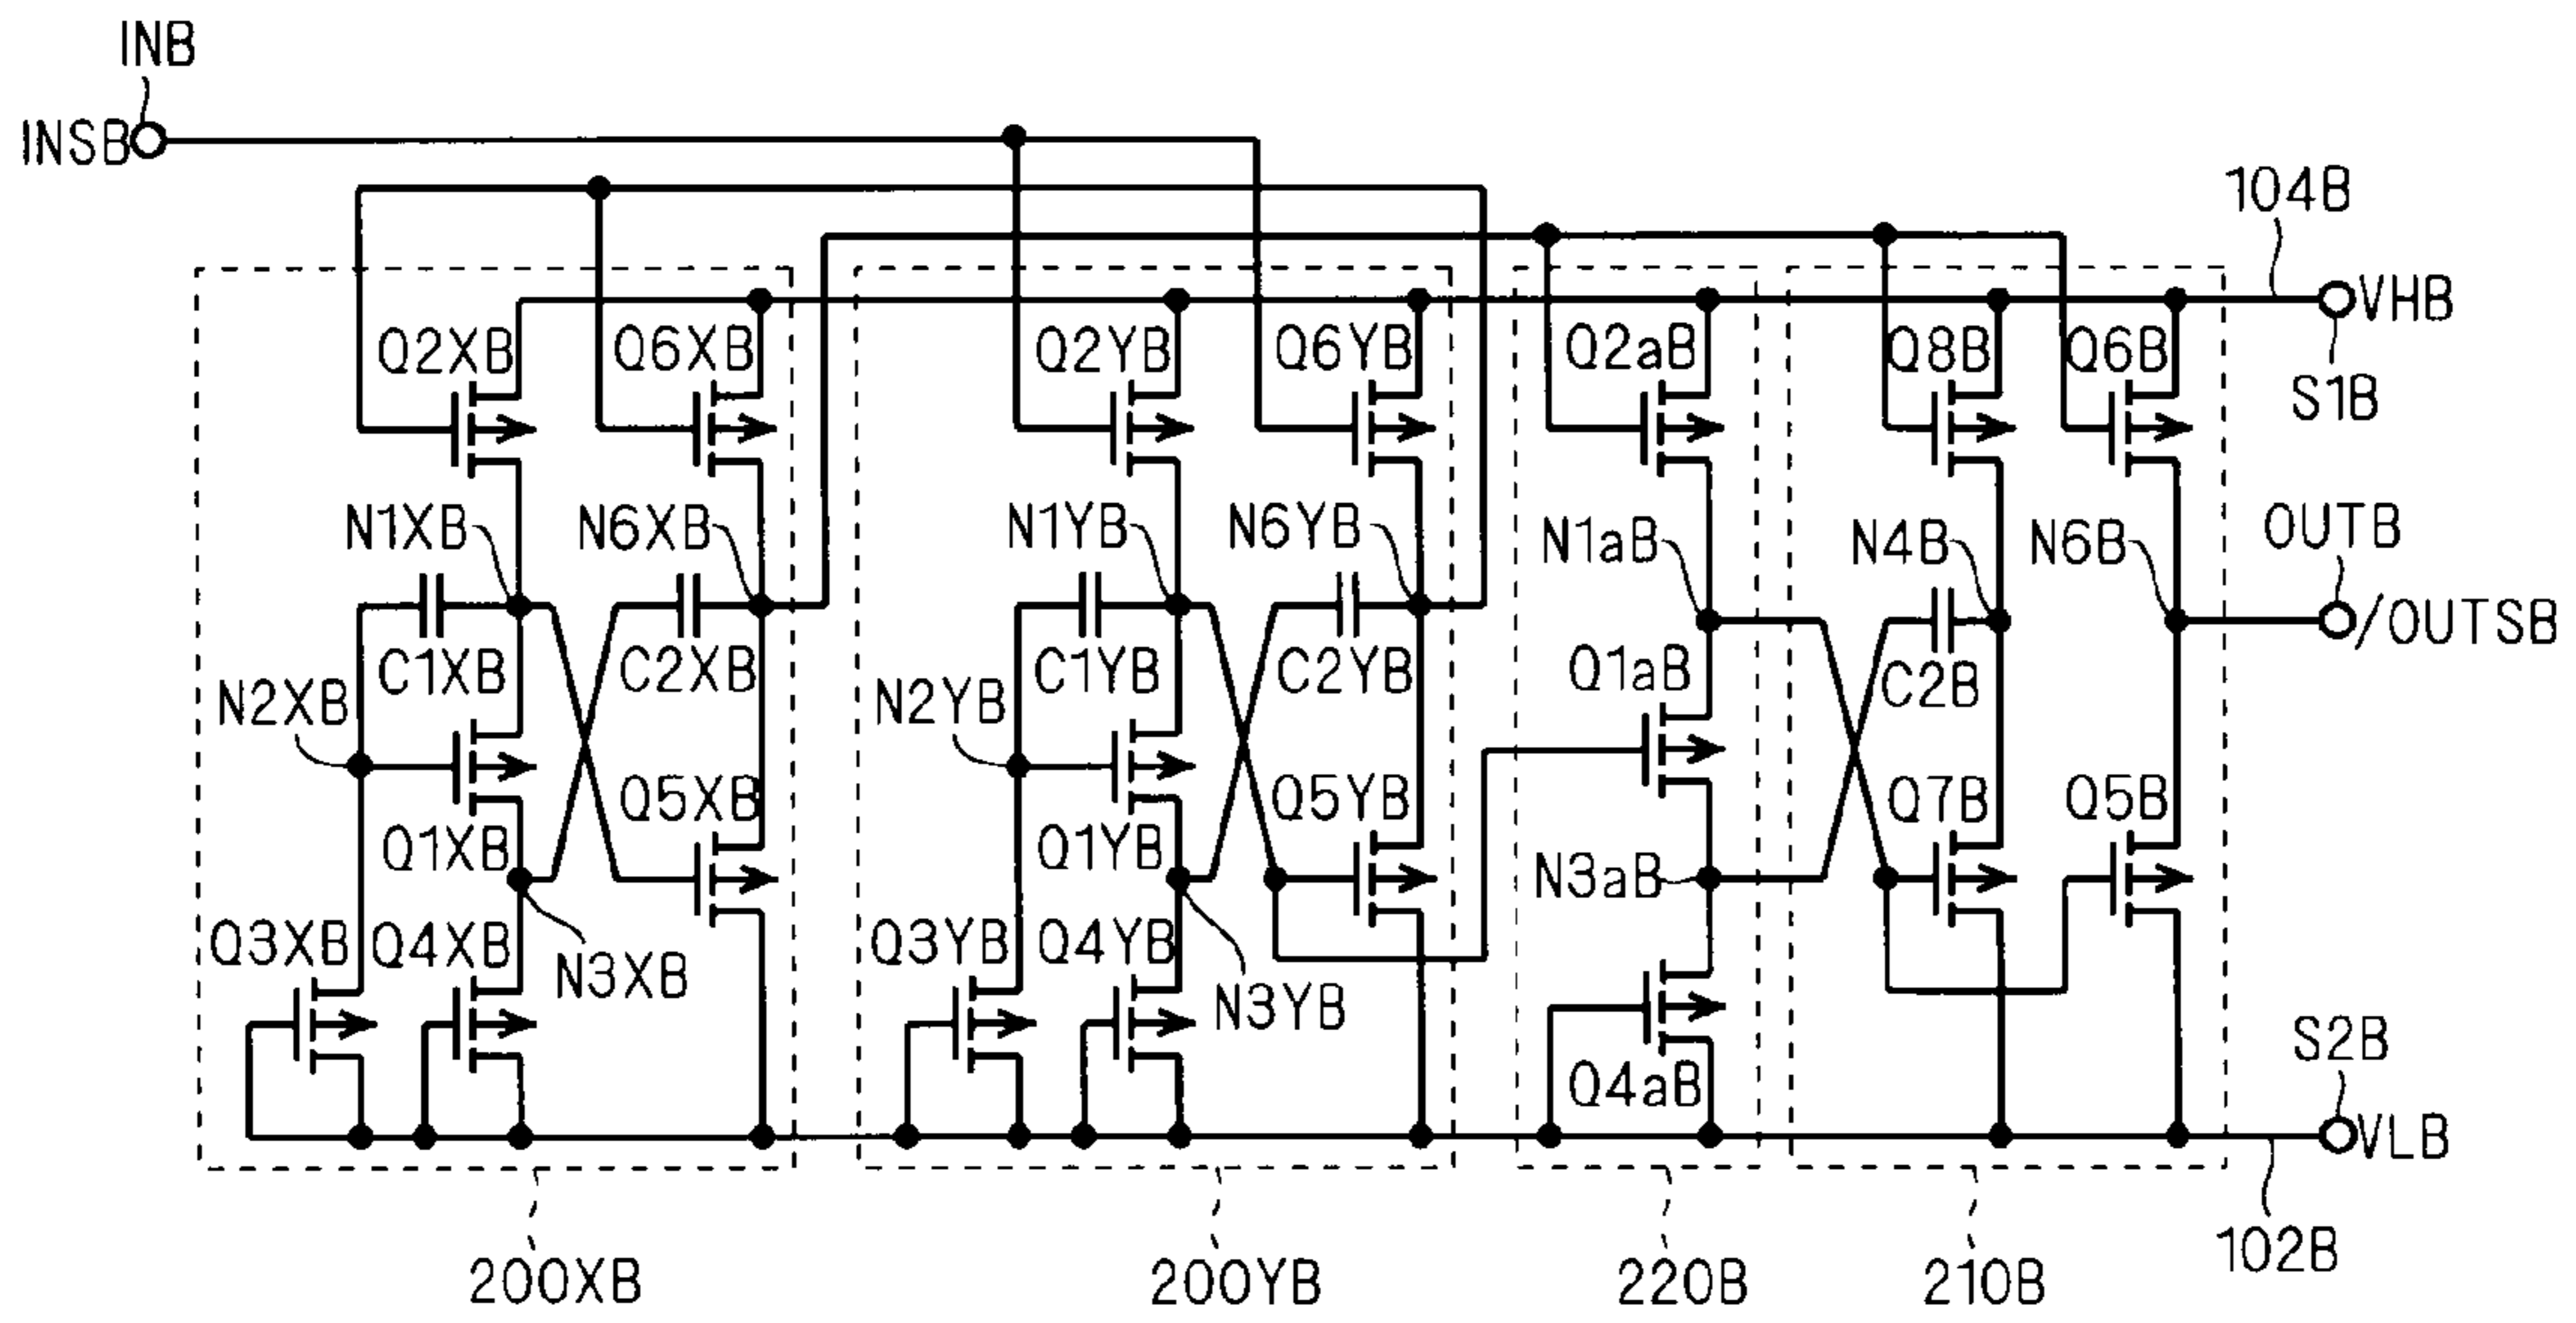 INB
INSB
104B
VHB
S1B
Q2XB
Q6XB
Q2YB
Q6YB
Q2aB
Q8B
Q6B
N1XB
N6XB
N1YB
N6YB
N1aB
N4B
N6B
OUTB
/OUTSB
C1XB
C2XB
C1YB
C2YB
Q1aB
C2B
N2XB
N2YB
Q5XB
Q5YB
Q7B
Q5B
Q1XB
Q1YB
N3aB
Q3XB
Q4XB
N3XB
Q3YB
Q4YB
N3YB
Q4aB
S2B
VLB
102B
200XB
200YB
220B
210B